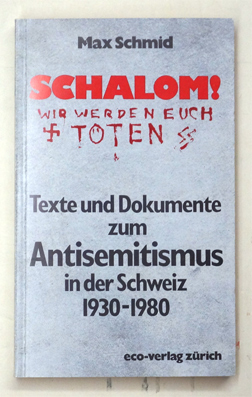 Max Schmid
SCHALOM!
WIR WERDEN EUCH
TÖTEN
Texte und Dokumente
zum
Antisemitismus
in der Schweiz
1930-1980
eco-verlag zürich